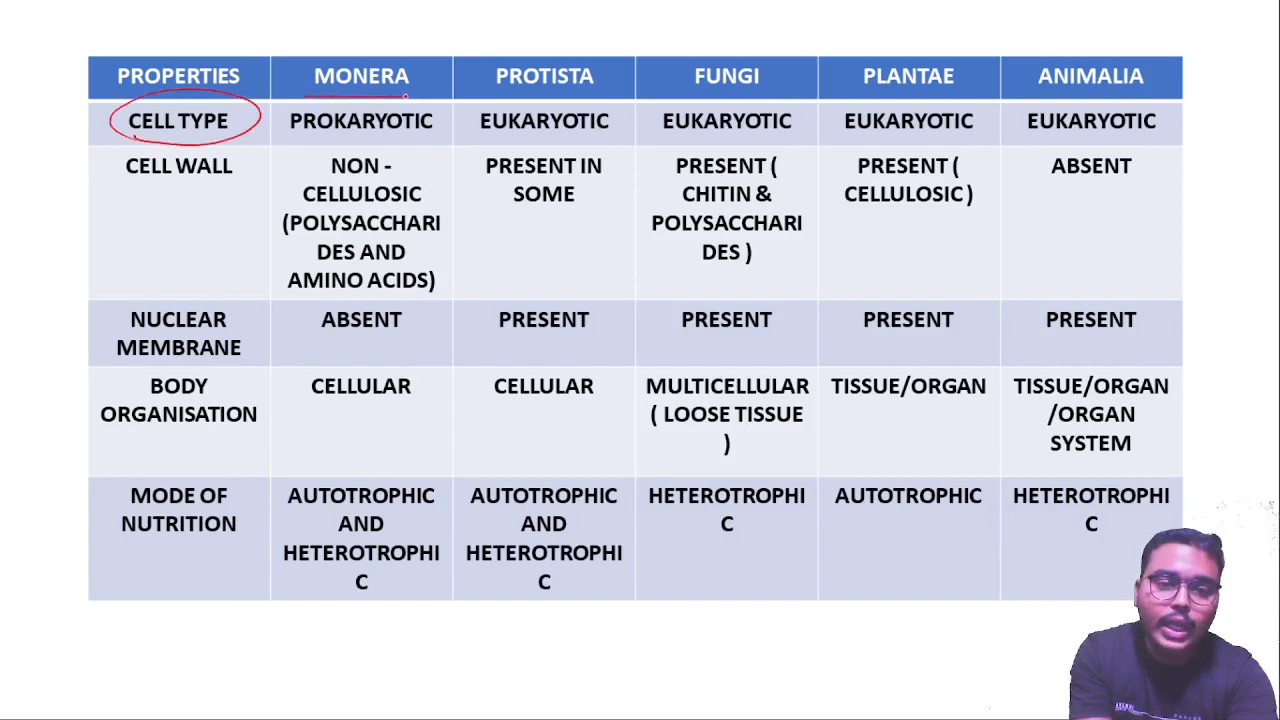 PROPERTIES MONERA PROTISTA FUNGI PLANTAE ANIMALIA
CELL TYPE PROKARYOTIC EUKARYOTIC EUKARYOTIC EUKARYOTIC EUKARYOTIC
CELL WALL
NON -
CELLULOSIC
(POLYSACCHARI
DES AND
AMINO ACIDS)
PRESENT IN
SOME
PRESENT (
CHITIN &
POLYSACCHARI
DES )
PRESENT (
CELLULOSIC )
ABSENT
NUCLEAR
MEMBRANE
ABSENT
PRESENT
PRESENT
PRESENT
PRESENT
BODY
ORGANISATION
CELLULAR
CELLULAR
MULTICELLULAR
( LOOSE TISSUE
)
TISSUE/ORGAN
TISSUE/ORGAN
/ORGAN
SYSTEM
MODE OF
NUTRITION
AUTOTROPHIC
AND
HETEROTROPHI
C
AUTOTROPHIC
AND
HETEROTROPHI
C
HETEROTROPHI
C
AUTOTROPHIC
HETEROTROPHI
C